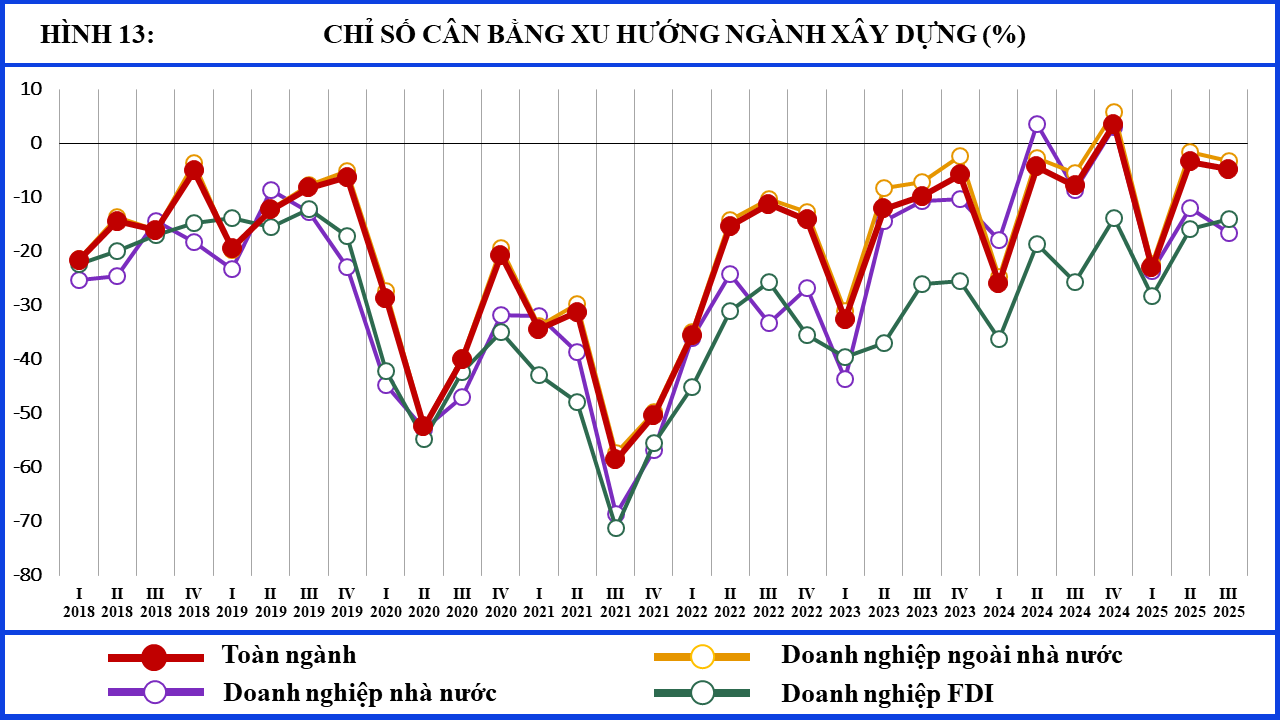 HÌNH 13: CHỈ SỐ CÂN BẰNG XU HƯỚNG NGÀNH XÂY DỰNG (%)
10
0
-10
-20
-30
-40
-50
-60
-70
-80
I II III IV I II III IV I II III IV I II III IV I II III IV I II III IV I II III IV I II III
2018 2018 2018 2018 2019 2019 2019 2019 2020 2020 2020 2020 2021 2021 2021 2021 2022 2022 2022 2022 2023 2023 2023 2023 2024 2024 2024 2024 2025 2025 2025
Toàn ngành Doanh nghiệp ngoài nhà nước
Doanh nghiệp nhà nước Doanh nghiệp FDI